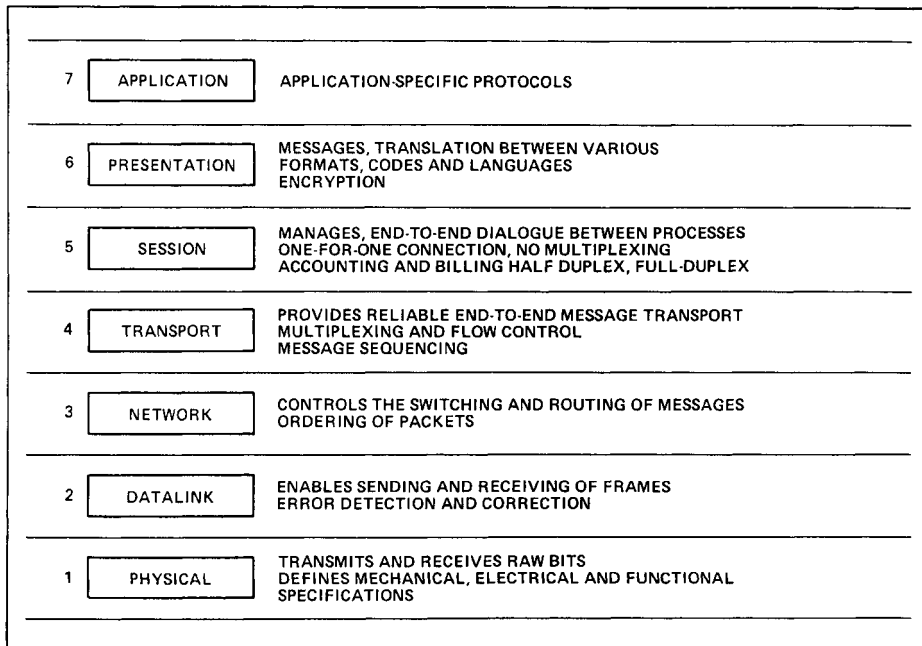 7 APPLICATION APPLICATION-SPECIFIC PROTOCOLS
6 PRESENTATION MESSAGES, TRANSLATION BETWEEN VARIOUS
FORMATS, CODES AND LANGUAGES
ENCRYPTION
5 SESSION MANAGES, END-TO-END DIALOGUE BETWEEN PROCESSES
ONE-FOR-ONE CONNECTION, NO MULTIPLEXING
ACCOUNTING AND BILLING HALF DUPLEX, FULL-DUPLEX
4 TRANSPORT PROVIDES RELIABLE END-TO-END MESSAGE TRANSPORT
MULTIPLEXING AND FLOW CONTROL
MESSAGE SEQUENCING
3 NETWORK CONTROLS THE SWITCHING AND ROUTING OF MESSAGES
ORDERING OF PACKETS
2 DATALINK ENABLES SENDING AND RECEIVING OF FRAMES
ERROR DETECTION AND CORRECTION
1 PHYSICAL TRANSMITS AND RECEIVES RAW BITS
DEFINES MECHANICAL, ELECTRICAL AND FUNCTIONAL
SPECIFICATIONS